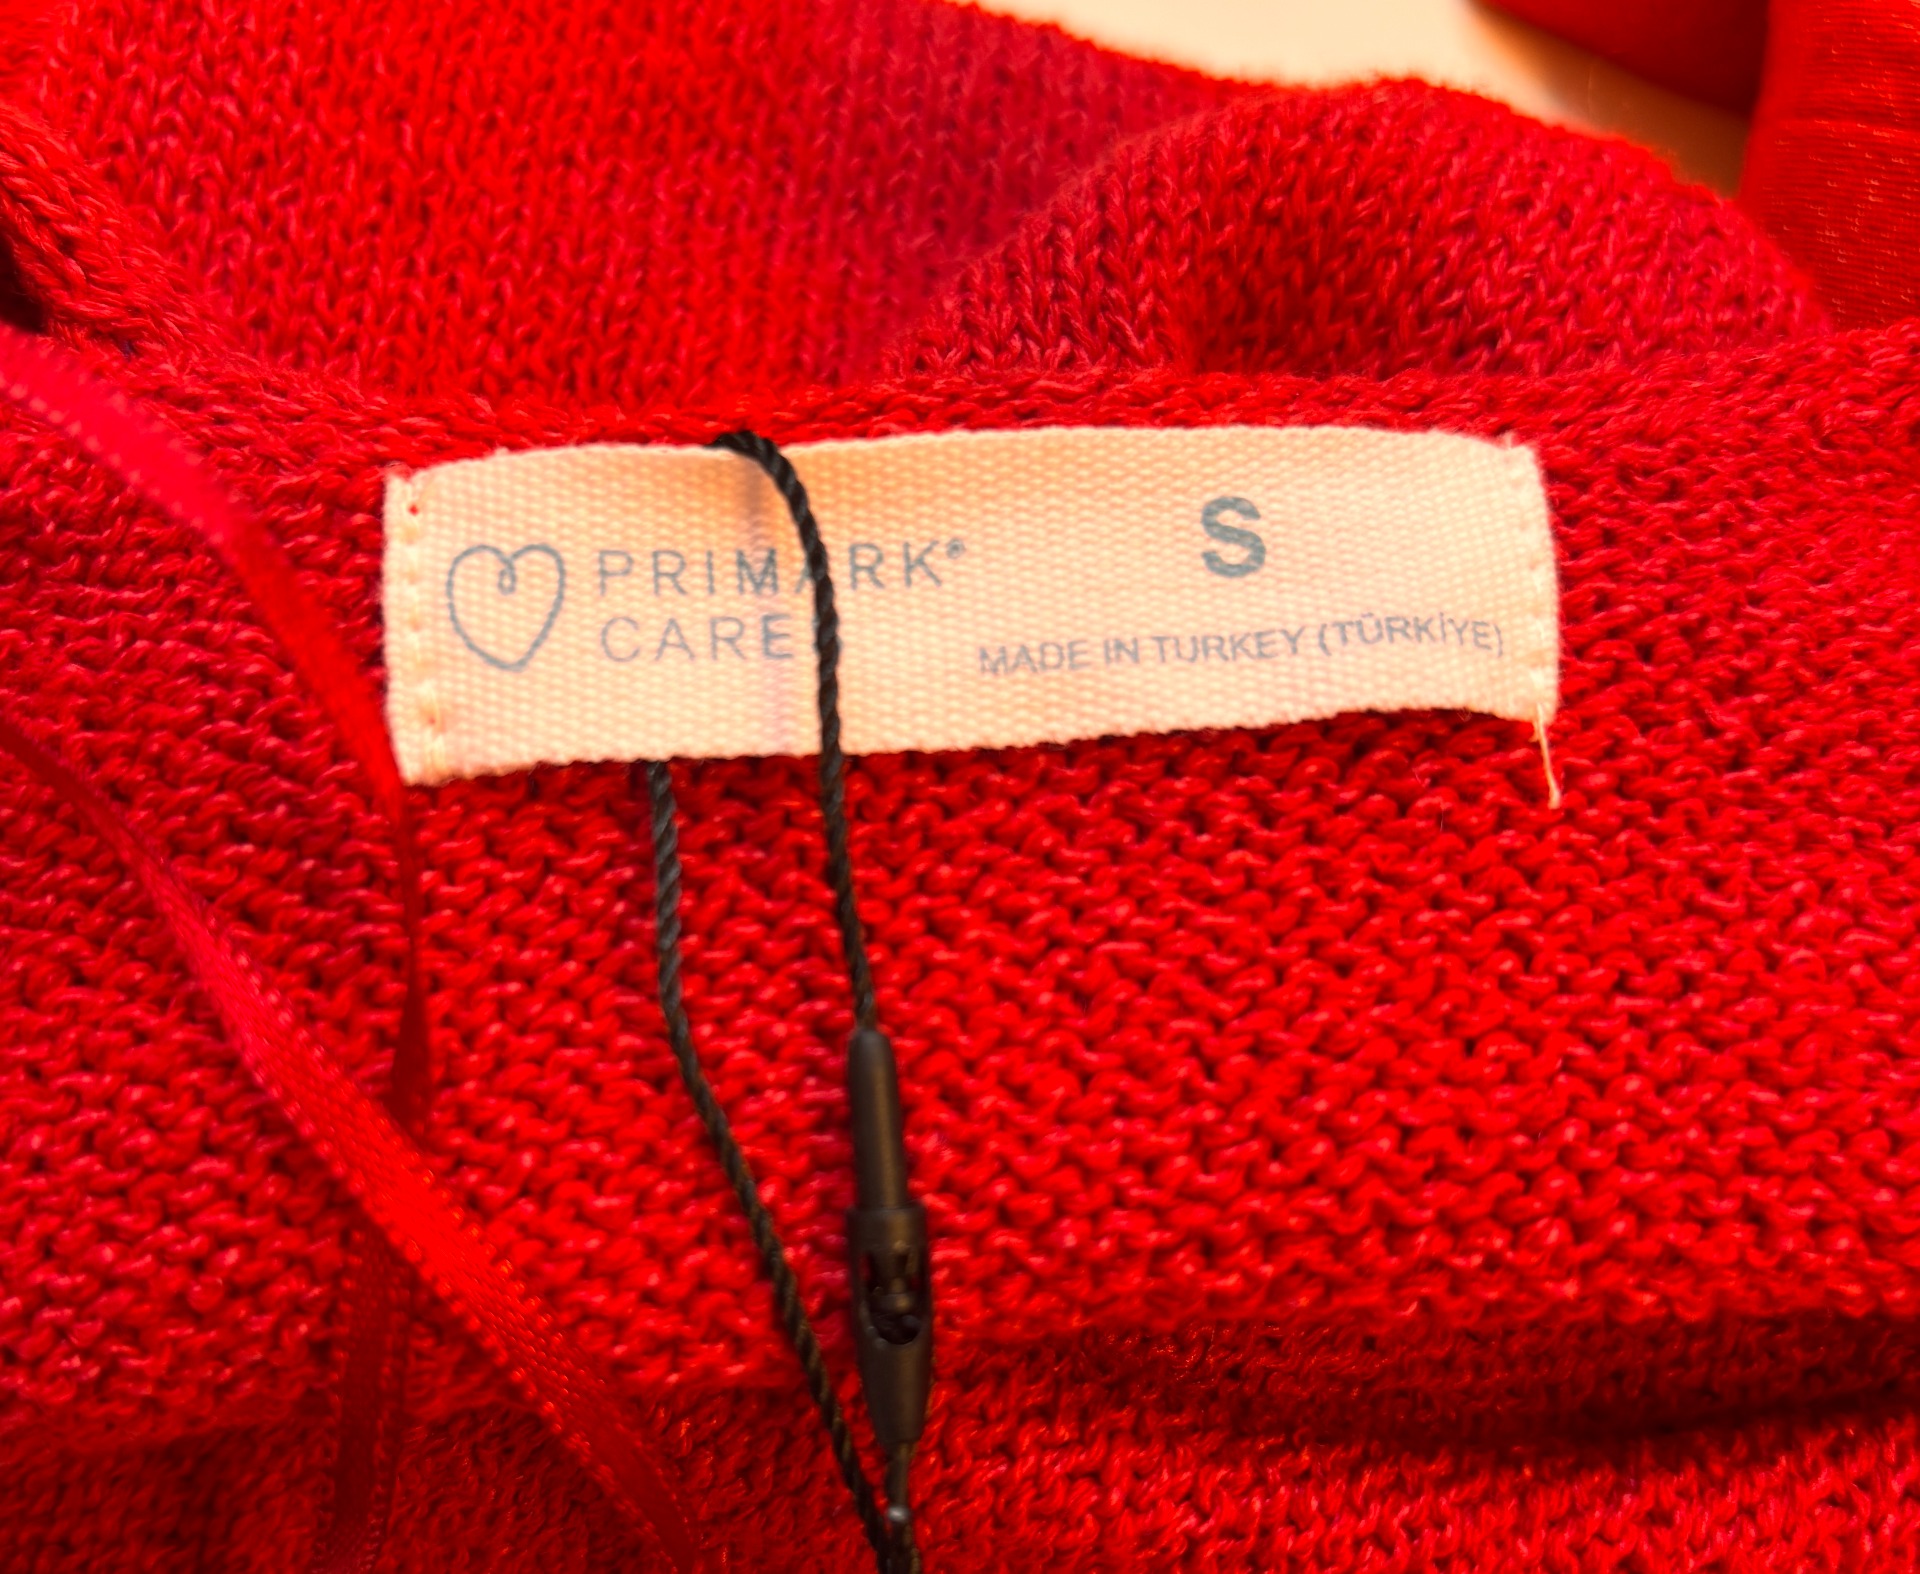 PRIMARK®
CARE
S
MADE IN TURKEY (TÜRKİYE)